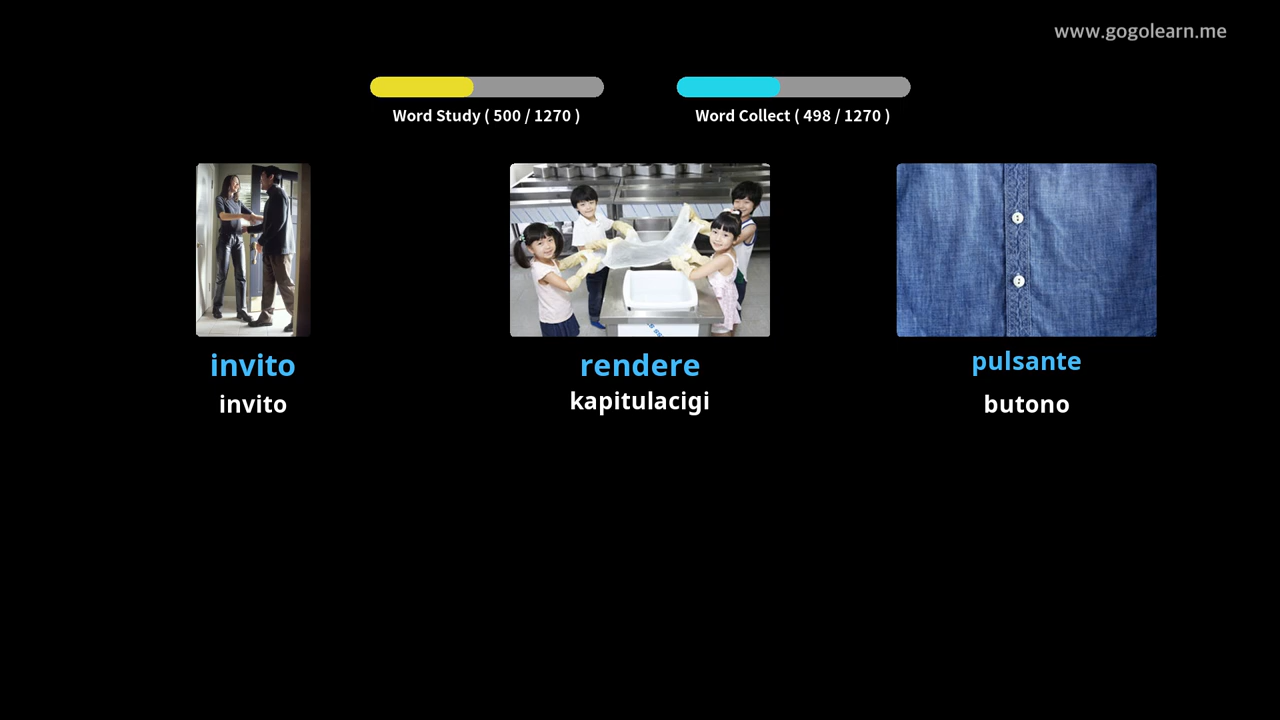 www.gogolearn.me
Word Study ( 500 / 1270 )
Word Collect ( 498 / 1270 )
invito
rendere
pulsante
invito
kapitulacigi
butono